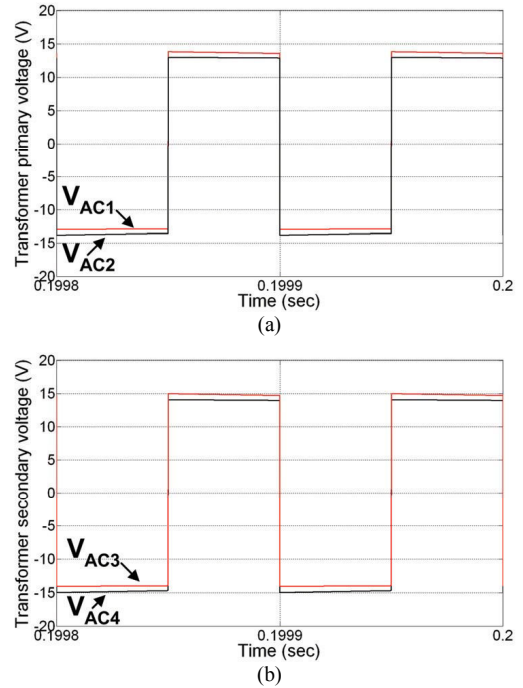 Transformer primary voltage (V)
20
15
10
5
0
-5
-10
-15
-20
V_AC1
V_AC2
0.1998
0.1999
0.2
Time (sec)
(a)
Transformer secondary voltage (V)
20
15
10
5
0
-5
-10
-15
-20
V_AC3
V_AC4
0.1998
0.1999
0.2
Time (sec)
(b)